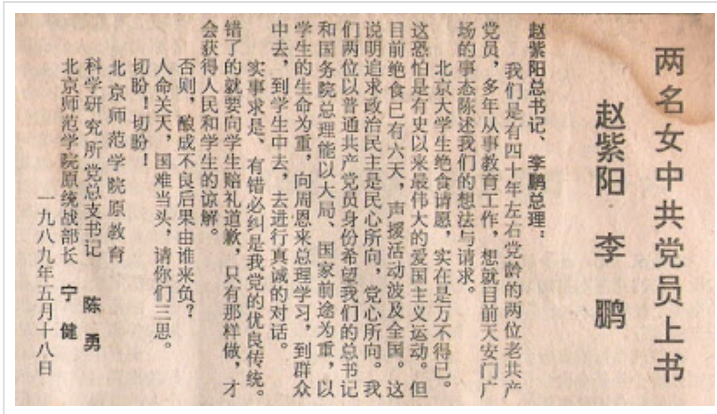 两名女中共党员上书
赵紫阳 李 鹏
赵紫阳总书记、李鹏总理：
我们是有四十年左右党龄的两位老共产
党员，多年从事教育工作，想就目前天安门广
场的事态陈述我们的想法与请求。
北京大学生绝食请愿，实在是万不得已。
这恐怕是有史以来最伟大的爱国主义运动。但
目前绝食已有六天，声援活动波及全国。这
说明追求政治民主是民心所向，党心所向。我
们两位以普通共产党员身份希望我们的总书记
和国务院总理能以大局、国家前途为重，以
学生的生命为重，向周恩来总理学习，到群众
中去，到学生中去，去进行真诚的对话。
实事求是、有错必纠是我党的优良传统。
错了的就要向学生赔礼道歉，只有那样做，才
会获得人民和学生的谅解。
否则，酿成不良后果由谁来负？
人命关天，国难当头，请你们三思。
切盼！切盼！
北京师范学院原教育
科学研究所党总支书记 陈 勇
北京师范学院原统战部长 宁 健
一九八九年五月十八日